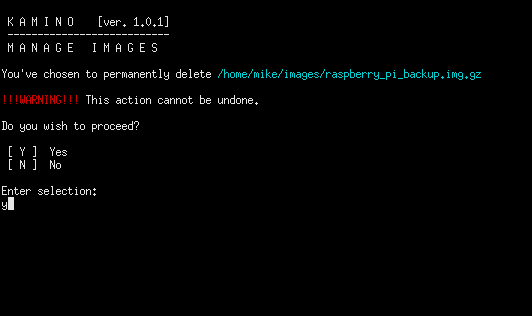 K A M I N O [ver. 1.0.1]
---------------------------
M A N A G E I M A G E S
You've chosen to permanently delete /home/mike/images/raspberry_pi_backup.img.gz
!!!WARNING!!! This action cannot be undone.
Do you wish to proceed?
[ Y ] Yes
[ N ] No
Enter selection:
y